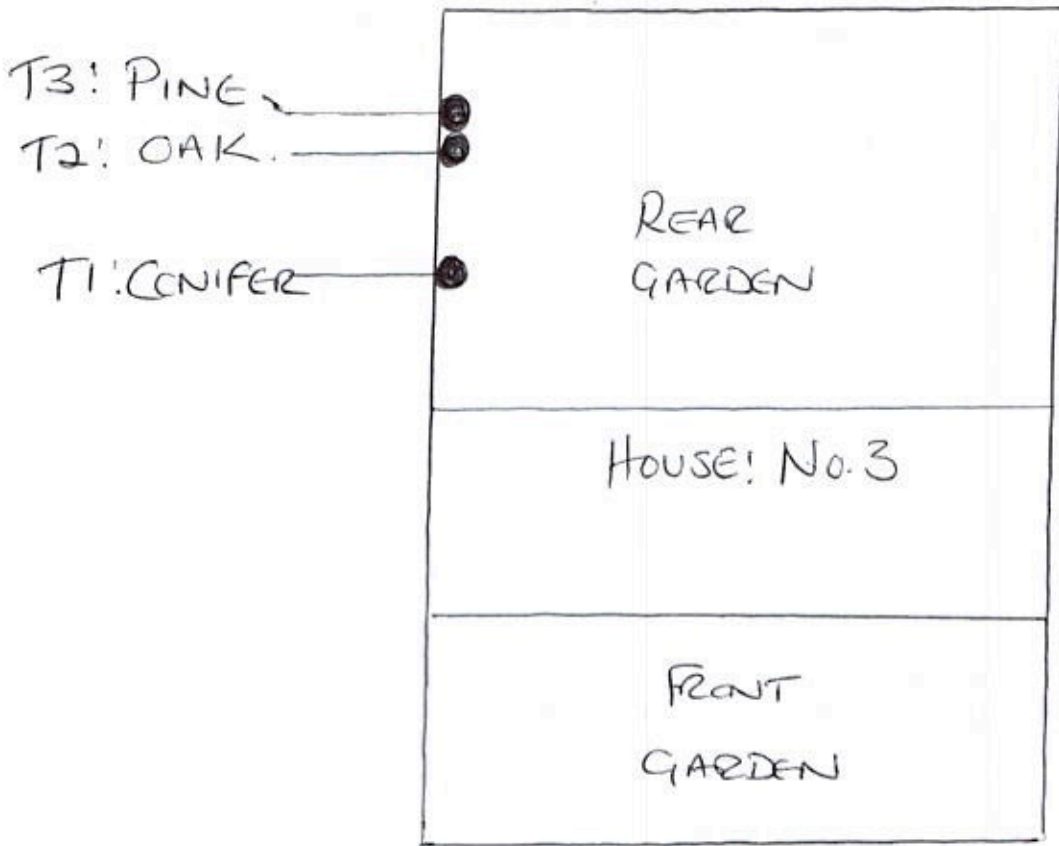 T3: PINE
T2: OAK.
T1: CONIFER
REAR
GARDEN
HOUSE: No. 3
FRONT
GARDEN